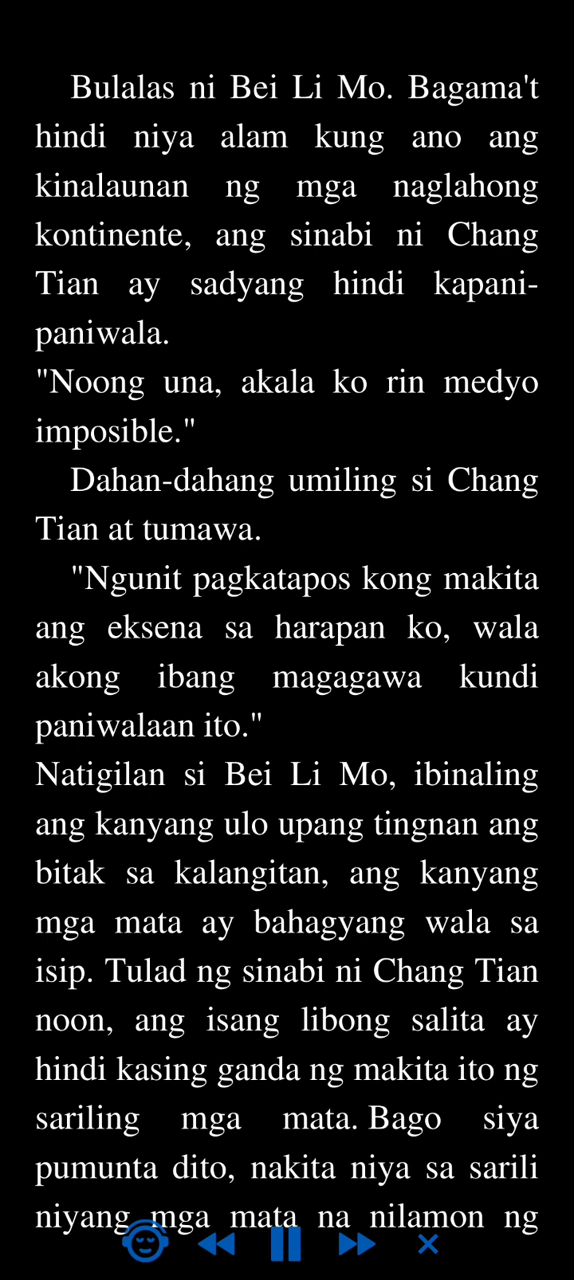 Bulalas ni Bei Li Mo. Bagama't
hindi niya alam kung ano ang
kinalaunan ng mga naglahong
kontinente, ang sinabi ni Chang
Tian ay sadyang hindi kapani-
paniwala.
"Noong una, akala ko rin medyo
imposible."
Dahan-dahang umiling si Chang
Tian at tumawa.
"Ngunit pagkatapos kong makita
ang eksena sa harapan ko, wala
akong ibang magagawa kundi
paniwalaan ito."
Natigilan si Bei Li Mo, ibinaling
ang kanyang ulo upang tingnan ang
bitak sa kalangitan, ang kanyang
mga mata ay bahagyang wala sa
isip. Tulad ng sinabi ni Chang Tian
noon, ang isang libong salita ay
hindi kasing ganda ng makita ito ng
sariling mga mata. Bago siya
pumunta dito, nakita niya sa sarili
niyang mga mata na nilamon ng